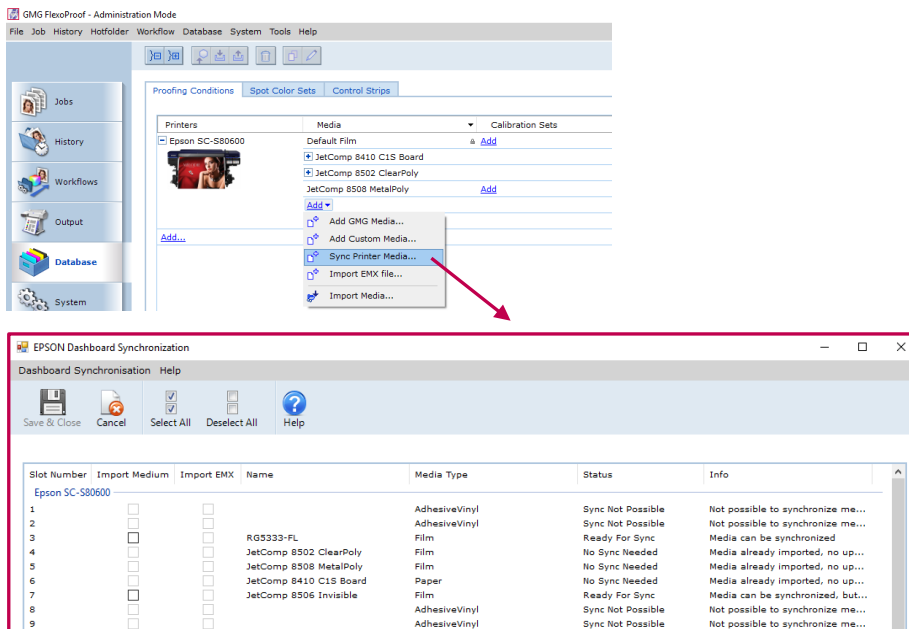 GMG FlexoProof - Administration Mode
File Job History Hotfolder Workflow Database System Tools Help
Jobs
History
Workflows
Output
Database
System
Proofing Conditions Spot Color Sets Control Strips
Printers Media Calibration Sets
Epson SC-S80600 Default Film Add
JetComp 8410 C1S Board
JetComp 8502 ClearPoly
JetComp 8508 MetalPoly Add
Add
Add...
Add GMG Media...
Add Custom Media...
Sync Printer Media...
Import EMX file...
Import Media...
EPSON Dashboard Synchronization
Dashboard Synchronisation Help
Save & Close Cancel Select All Deselect All Help
Slot Number Import Medium Import EMX Name Media Type Status Info
Epson SC-S80600
1 AdhesiveVinyl Sync Not Possible Not possible to synchronize me...
2 AdhesiveVinyl Sync Not Possible Not possible to synchronize me...
3 RG5333-FL Film Ready For Sync Media can be synchronized
4 JetComp 8502 ClearPoly Film No Sync Needed Media already imported, no up...
5 JetComp 8508 MetalPoly Film No Sync Needed Media already imported, no up...
6 JetComp 8410 C1S Board Paper No Sync Needed Media already imported, no up...
7 JetComp 8506 Invisible Film Ready For Sync Media can be synchronized, but...
8 AdhesiveVinyl Sync Not Possible Not possible to synchronize me...
9 AdhesiveVinyl Sync Not Possible Not possible to synchronize me...